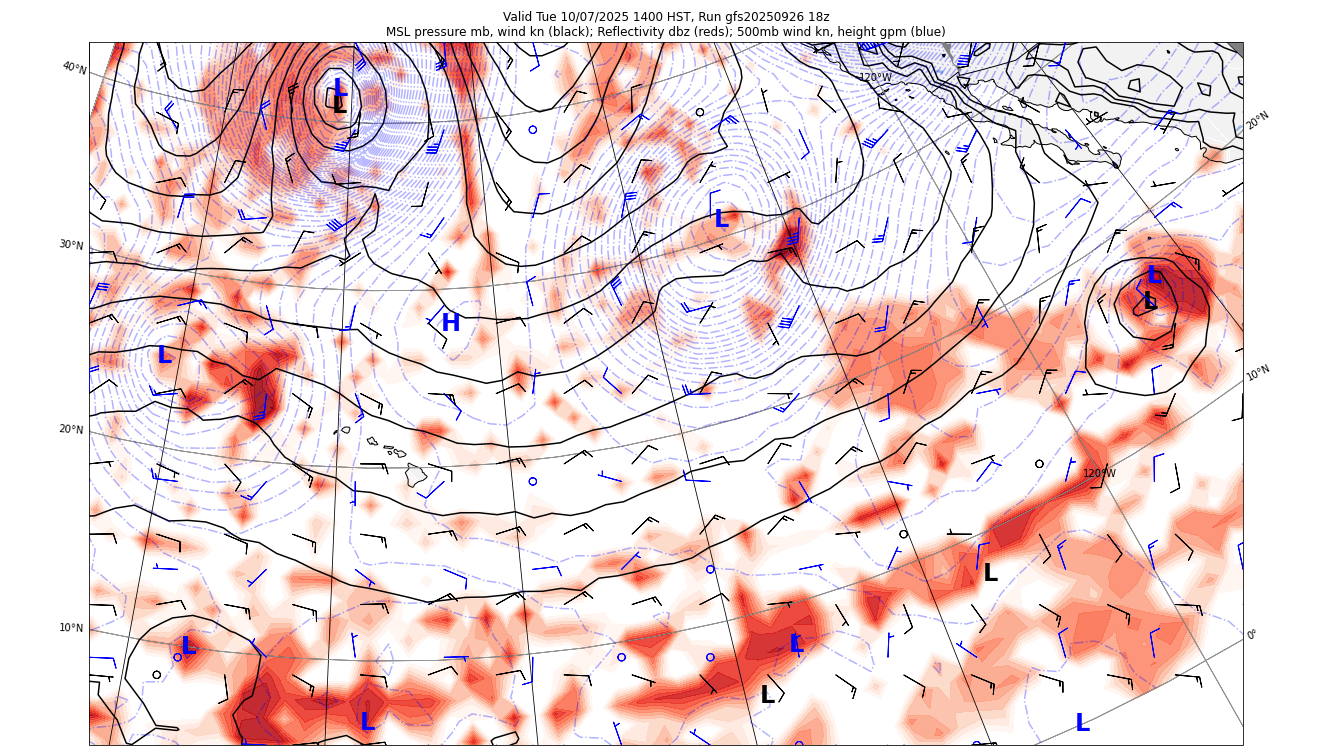 Valid Tue 10/07/2025 1400 HST, Run gfs20250926 18z
MSL pressure mb, wind kn (black); Reflectivity dbz (reds); 500mb wind kn, height gpm (blue)
40°N
120°W
20°N
L
L
L
30°N
L
L
H
L
10°N
20°N
120°W
L
10°N
L
L
0°
L
L
L